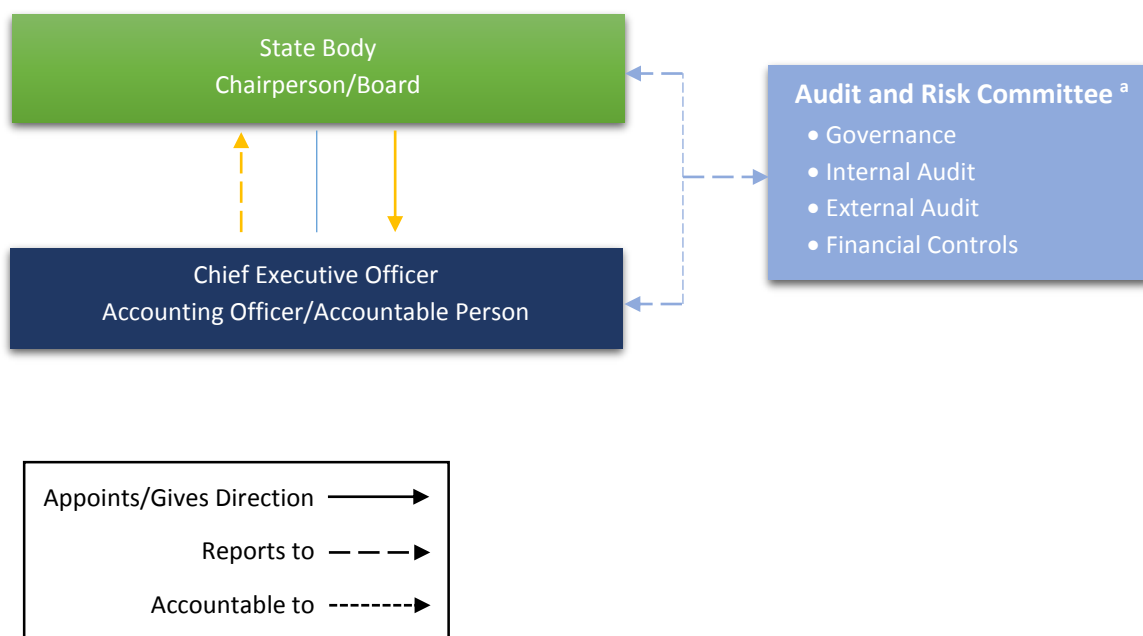 State Body
Chairperson/Board
Audit and Risk Committee ᵃ
• Governance
• Internal Audit
• External Audit
• Financial Controls
Chief Executive Officer
Accounting Officer/Accountable Person
Appoints/Gives Direction
Reports to
Accountable to